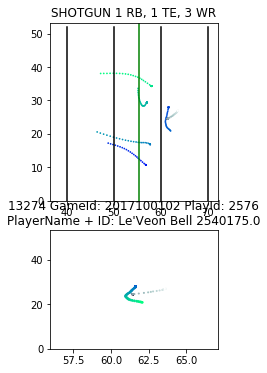 SHOTGUN 1 RB, 1 TE, 3 WR
50
40
30
20
10
0
40 50 60 70
13274 GameId: 2017100102 PlayId: 2576
PlayerName + ID: Le'Veon Bell 2540175.0
40
20
0
57.5 60.0 62.5 65.0